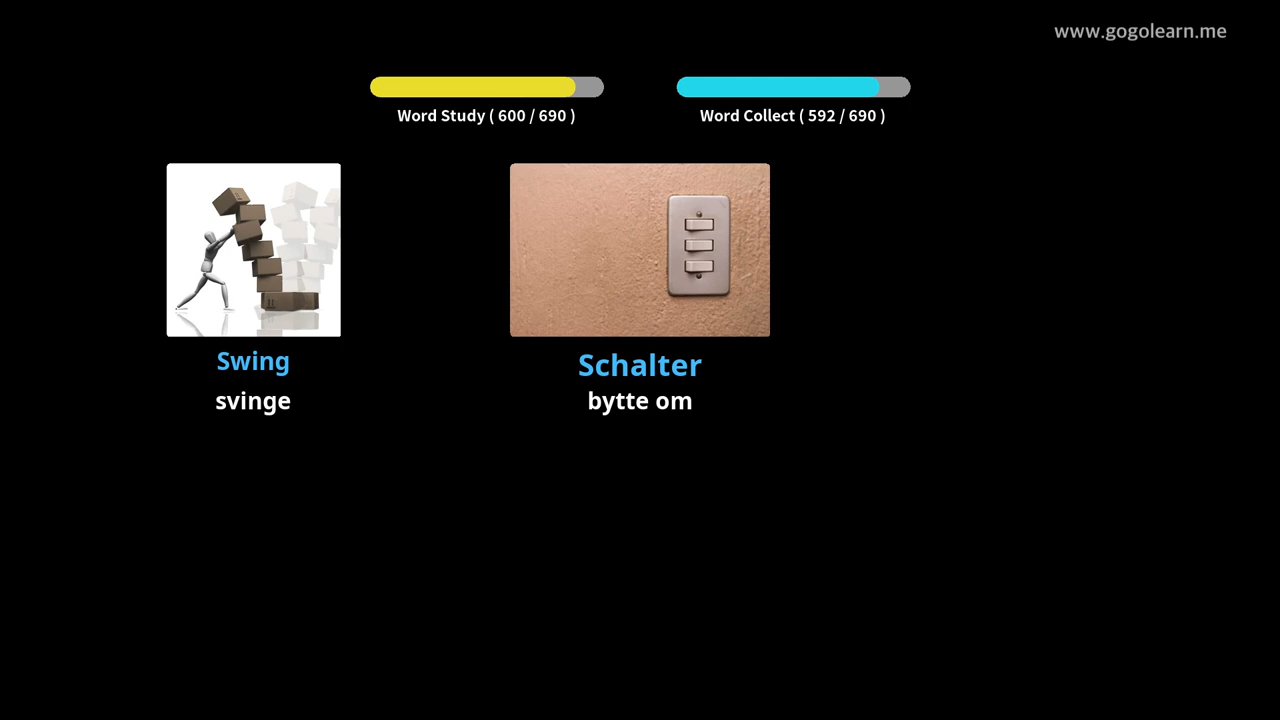 www.gogolearn.me
Word Study ( 600 / 690 )
Word Collect ( 592 / 690 )
Swing
svinge
Schalter
bytte om